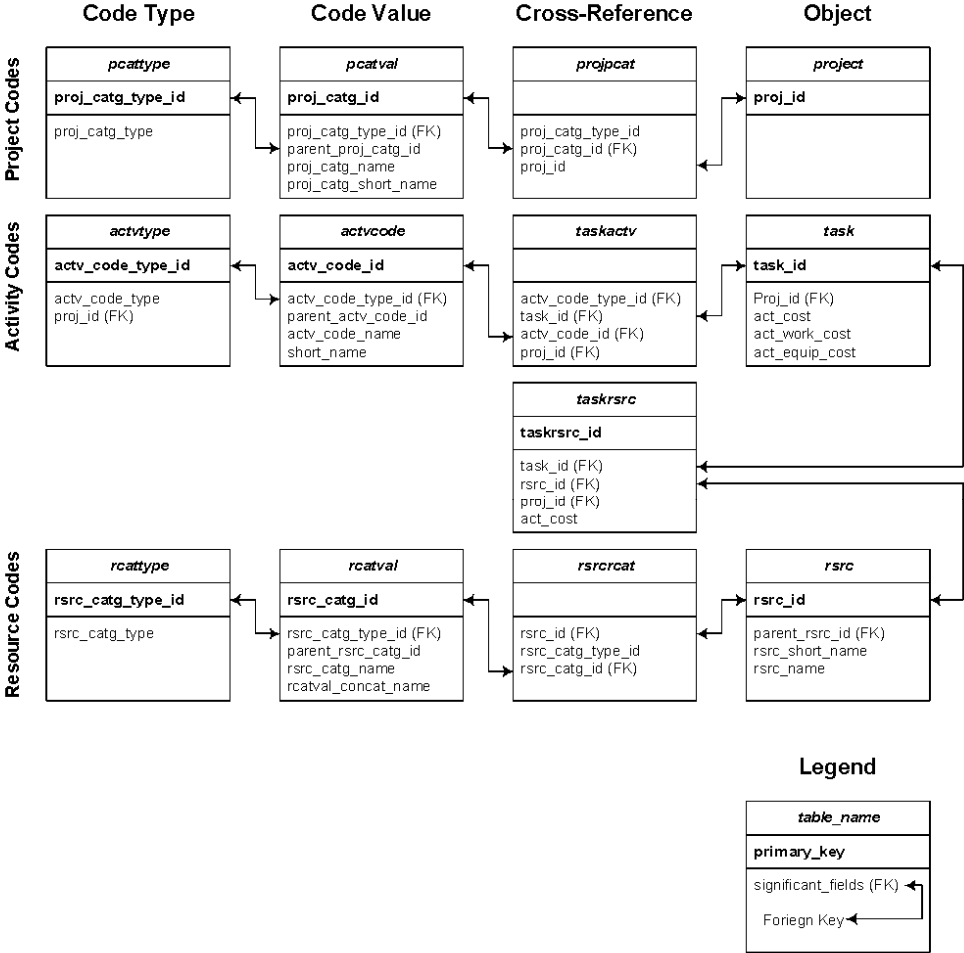 Code Type
Code Value
Cross-Reference
Object
Project Codes
pcattype
proj_catg_type_id
proj_catg_type
pcatval
proj_catg_id
proj_catg_type_id (FK)
parent_proj_catg_id
proj_catg_name
proj_catg_short_name
projpcat
proj_catg_type_id
proj_catg_id (FK)
proj_id
project
proj_id
Activity Codes
actvtype
actv_code_type_id
actv_code_type
proj_id (FK)
actvcode
actv_code_id
actv_code_type_id (FK)
parent_actv_code_id
actv_code_name
short_name
taskactv
actv_code_type_id (FK)
task_id (FK)
actv_code_id (FK)
proj_id (FK)
task
task_id
Proj_id (FK)
act_cost
act_work_cost
act_equip_cost
taskrsrc
taskrsrc_id
task_id (FK)
rsrc_id (FK)
proj_id (FK)
act_cost
Resource Codes
rcattype
rsrc_catg_type_id
rsrc_catg_type
rcatval
rsrc_catg_id
rsrc_catg_type_id (FK)
parent_rsrc_catg_id
rsrc_catg_name
rcatval_concat_name
rsrcrcat
rsrc_id (FK)
rsrc_catg_type_id
rsrc_catg_id (FK)
rsrc
rsrc_id
parent_rsrc_id (FK)
rsrc_short_name
rsrc_name
Legend
table_name
primary_key
significant_fields (FK)
Foriegn Key